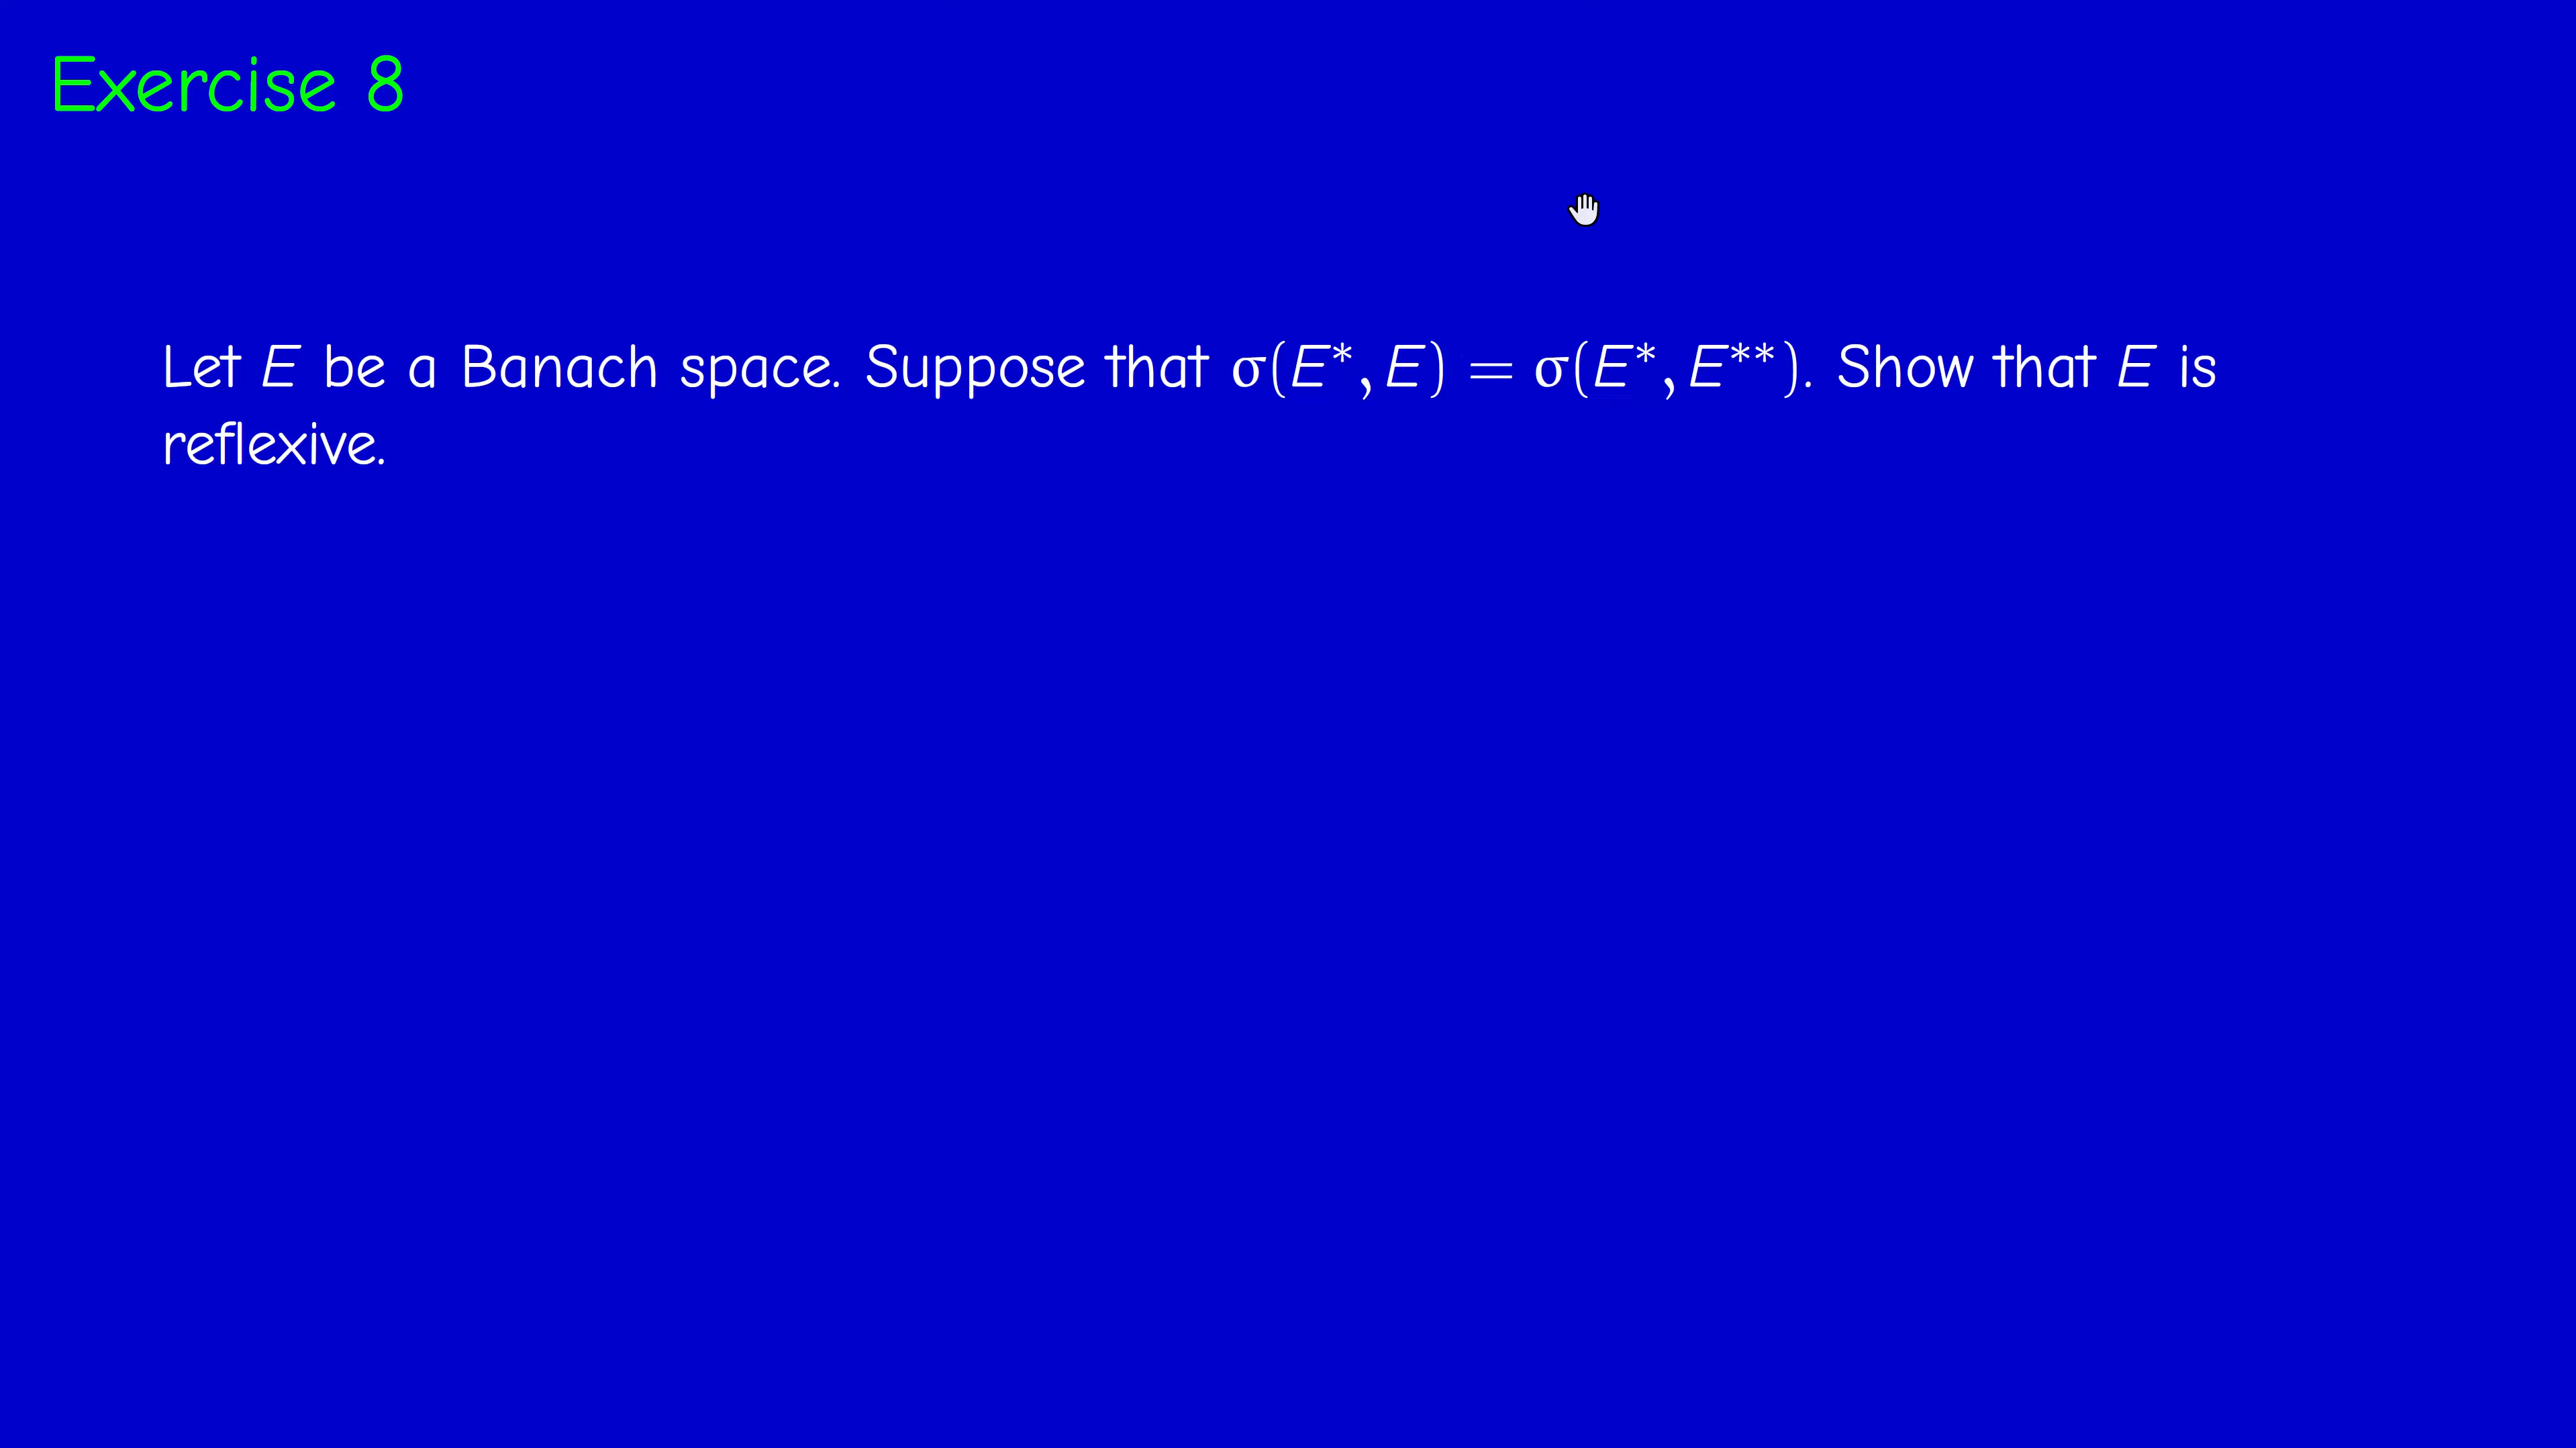 Exercise 8
Let E be a Banach space. Suppose that σ(E*, E) = σ(E*, E**). Show that E is
reflexive.